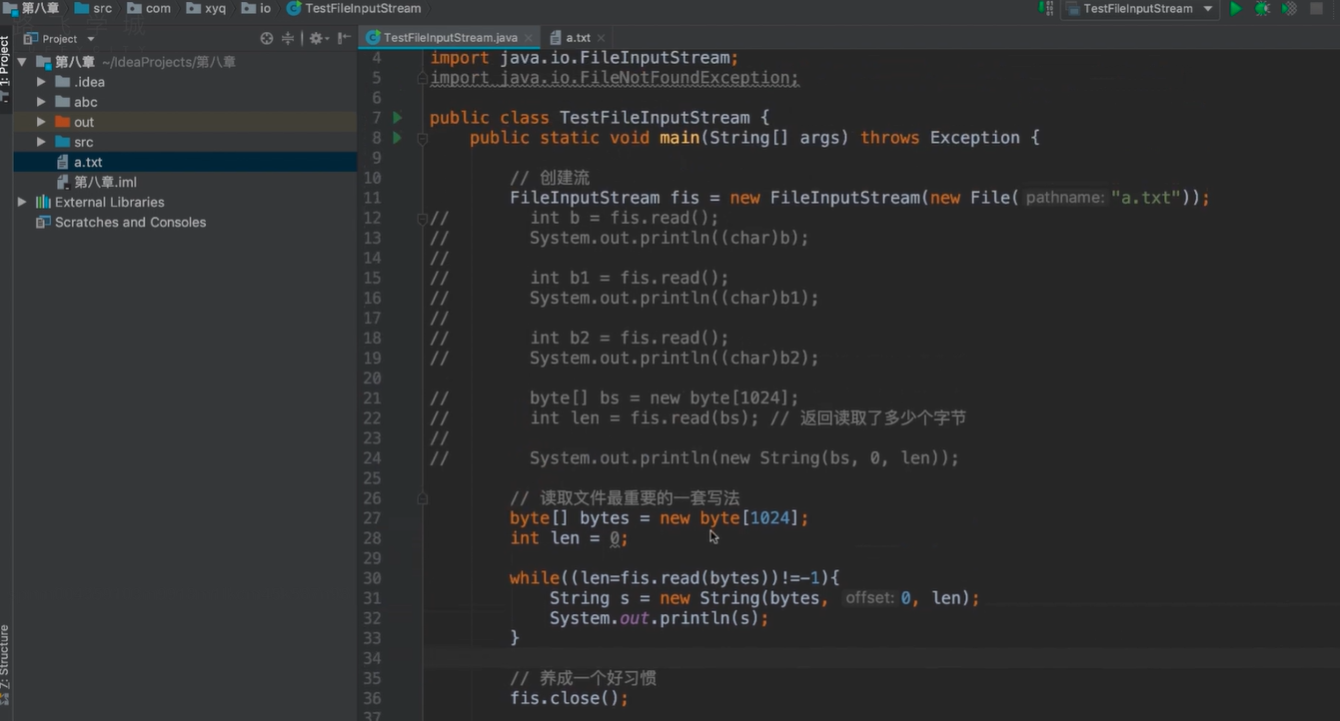 第八章 src com xyq io TestFileInputStream
TestFileInputStream
Project
TestFileInputStream.java
a.txt
1: Project
第八章 ~/IdeaProjects/第八章
.idea
abc
out
src
a.txt
第八章.iml
External Libraries
Scratches and Consoles
7: Structure
4 import java.io.FileInputStream;
5 import java.io.FileNotFoundException;
6
7 public class TestFileInputStream {
8 public static void main(String[] args) throws Exception {
9
10 // 创建流
11 FileInputStream fis = new FileInputStream(new File( pathname: "a.txt"));
12 // int b = fis.read();
13 // System.out.println((char)b);
14 //
15 // int b1 = fis.read();
16 // System.out.println((char)b1);
17 //
18 // int b2 = fis.read();
19 // System.out.println((char)b2);
20
21 // byte[] bs = new byte[1024];
22 // int len = fis.read(bs); // 返回读取了多少个字节
23 //
24 // System.out.println(new String(bs, 0, len));
25
26 // 读取文件最重要的一套写法
27 byte[] bytes = new byte[1024];
28 int len = 0;
29
30 while((len=fis.read(bytes))!=-1){
31 String s = new String(bytes, offset: 0, len);
32 System.out.println(s);
33 }
34
35 // 养成一个好习惯
36 fis.close();
37